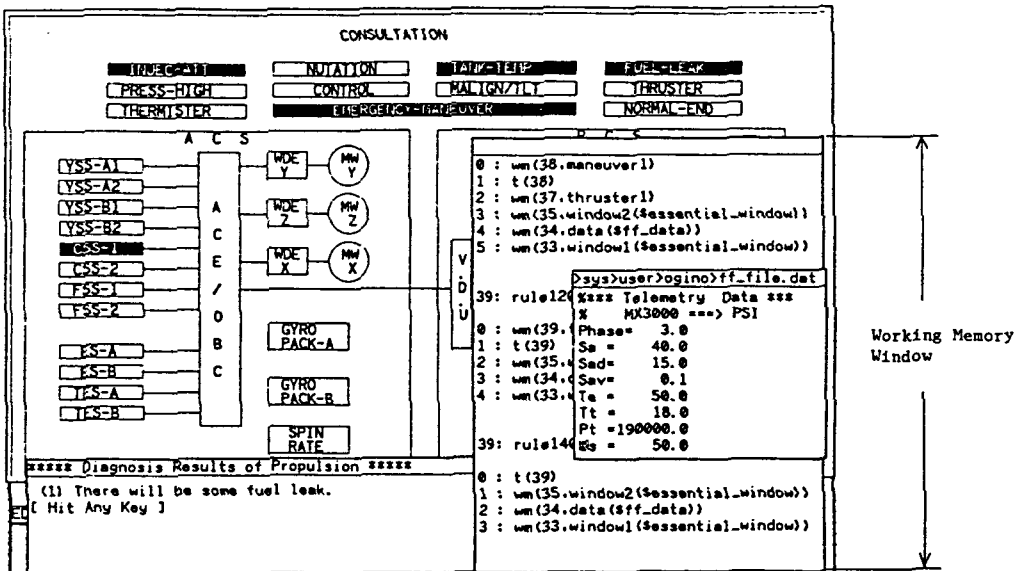 CONSULTATION
INJEC-ATT NUTATION TANK-TEMP FUEL-LEAK
PRESS-HIGH CONTROL MALIGN/TLT THRUSTER
THERMISTER EMERGENCY-MANEUVER NORMAL-END
A C S
YSS-A1
YSS-A2
YSS-B1
YSS-B2
CSS-1
CSS-2
FSS-1
FSS-2
ES-A
ES-B
TES-A
TES-B
A
C
E
/
O
B
C
WDE Y
MW Y
WDE Z
MW Z
WDE X
MW X
GYRO
PACK-A
GYRO
PACK-B
SPIN
RATE
V.D.U
0 : wm(38.maneuver1)
1 : t(38)
2 : wm(37.thruster1)
3 : wm(35.window2($essential_window))
4 : wm(34.data($ff_data))
5 : wm(33.window1($essential_window))
39: rule120
0 : wm(39.
1 : t(39)
2 : wm(35.
3 : wm(34.
4 : wm(33.
39: rule140
0 : t(39)
1 : wm(35.window2($essential_window))
2 : wm(34.data($ff_data))
3 : wm(33.window1($essential_window))
>sys>user>ogino>ff_file.dat
%*** Telemetry Data ***
% MX3000 ===> PSI
Phase= 3.0
Sa = 40.0
Sad= 15.0
Sav= 0.1
Te = 50.0
Tt = 18.0
Pt =190000.0
= 50.0
***** Diagnosis Results of Propulsion *****
(1) There will be some fuel leak.
[ Hit Any Key ]
Working Memory
Window